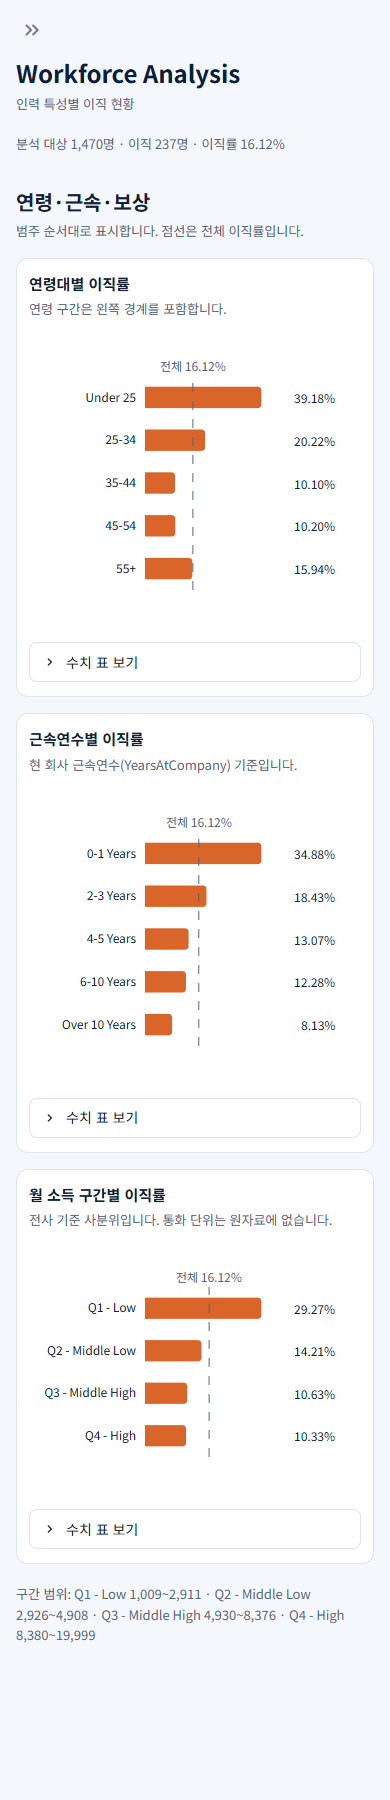 Workforce Analysis
인력 특성별 이직 현황
분석 대상 1,470명 · 이직 237명 · 이직률 16.12%
연령·근속·보상
범주 순서대로 표시합니다. 점선은 전체 이직률입니다.
연령대별 이직률
연령 구간은 왼쪽 경계를 포함합니다.
전체 16.12%
Under 25 39.18%
25-34 20.22%
35-44 10.10%
45-54 10.20%
55+ 15.94%
수치 표 보기
근속연수별 이직률
현 회사 근속연수(YearsAtCompany) 기준입니다.
전체 16.12%
0-1 Years 34.88%
2-3 Years 18.43%
4-5 Years 13.07%
6-10 Years 12.28%
Over 10 Years 8.13%
수치 표 보기
월 소득 구간별 이직률
전사 기준 사분위입니다. 통화 단위는 원자료에 없습니다.
전체 16.12%
Q1 - Low 29.27%
Q2 - Middle Low 14.21%
Q3 - Middle High 10.63%
Q4 - High 10.33%
수치 표 보기
구간 범위: Q1 - Low 1,009~2,911 · Q2 - Middle Low
2,926~4,908 · Q3 - Middle High 4,930~8,376 · Q4 - High
8,380~19,999